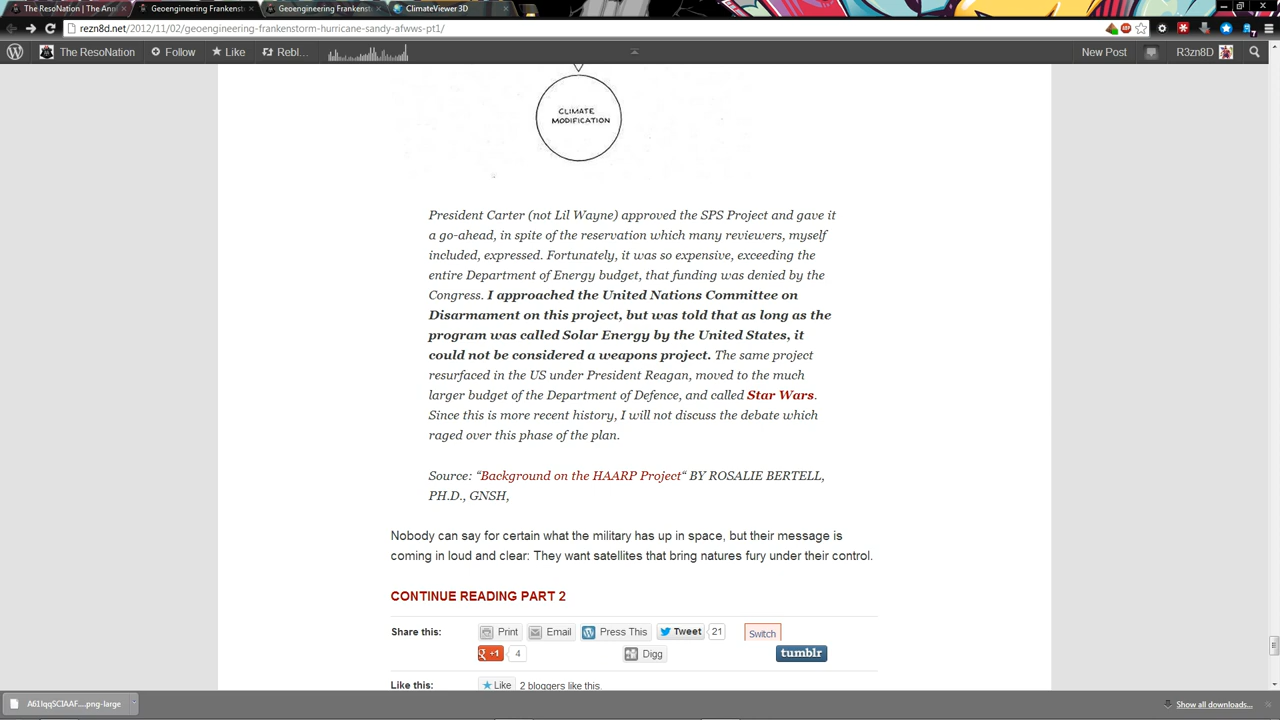 The ResoNation | The Ang
Geoengineering Frankenst
Geoengineering Frankenst
ClimateViewer 3D
rezn8d.net/2012/11/02/geoengineering-frankenstorm-hurricane-sandy-afwws-pt1/
The ResoNation
Follow
Like
Rebl...
New Post
R3zn8D
CLIMATE
MODIFICATION
President Carter (not Lil Wayne) approved the SPS Project and gave it
a go-ahead, in spite of the reservation which many reviewers, myself
included, expressed. Fortunately, it was so expensive, exceeding the
entire Department of Energy budget, that funding was denied by the
Congress. I approached the United Nations Committee on
Disarmament on this project, but was told that as long as the
program was called Solar Energy by the United States, it
could not be considered a weapons project. The same project
resurfaced in the US under President Reagan, moved to the much
larger budget of the Department of Defence, and called Star Wars.
Since this is more recent history, I will not discuss the debate which
raged over this phase of the plan.
Source: “Background on the HAARP Project“ BY ROSALIE BERTELL,
PH.D., GNSH,
Nobody can say for certain what the military has up in space, but their message is
coming in loud and clear: They want satellites that bring natures fury under their control.
CONTINUE READING PART 2
Share this:
Print
Email
Press This
Tweet
21
Switch
+1
4
Digg
tumblr
Like this:
Like
2 bloggers like this.
A61IqqSCIAAF....png-large
Show all downloads...